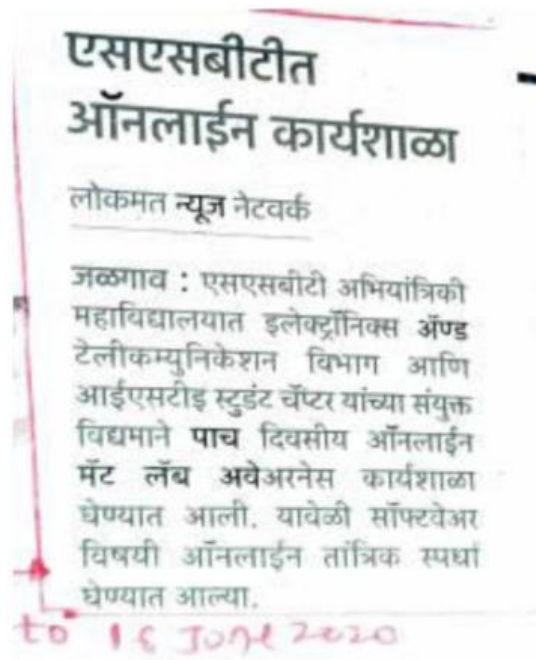 एसएसबीटीत
ऑनलाईन कार्यशाळा
लोकमत न्यूज नेटवर्क
जळगाव : एसएसबीटी अभियांत्रिकी
महाविद्यालयात इलेक्ट्रॉनिक्स ॲण्ड
टेलीकम्युनिकेशन विभाग आणि
आईएसटीइ स्टुडंट चॅप्टर यांच्या संयुक्त
विद्यमाने पाच दिवसीय ऑनलाईन
मॅट लॅब अवेअरनेस कार्यशाळा
घेण्यात आली. यावेळी सॉफ्टवेअर
विषयी ऑनलाईन तांत्रिक स्पर्धा
घेण्यात आल्या.
to 16 June 2020